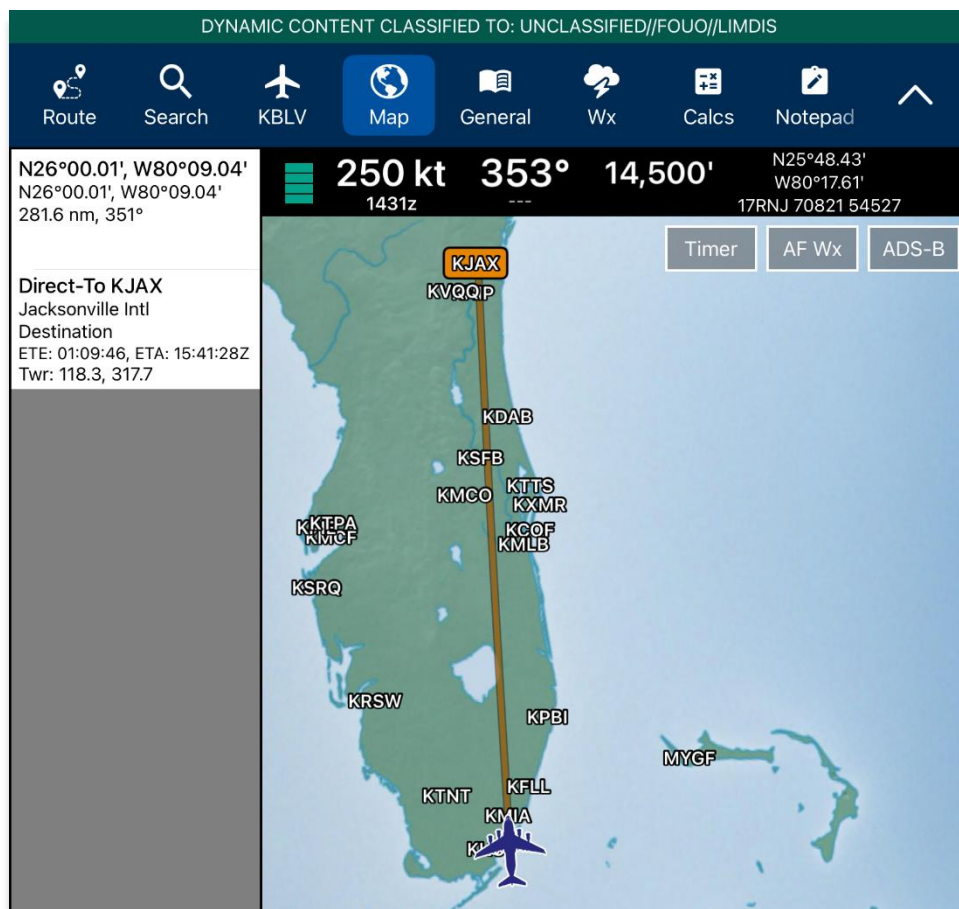 DYNAMIC CONTENT CLASSIFIED TO: UNCLASSIFIED//FOUO//LIMDIS
Route
Search
KBLV
Map
General
Wx
Calcs
Notepad
N26°00.01', W80°09.04'
N26°00.01', W80°09.04'
281.6 nm, 351°
Direct-To KJAX
Jacksonville Intl
Destination
ETE: 01:09:46, ETA: 15:41:28Z
Twr: 118.3, 317.7
250 kt
1431z
353°
---
14,500'
N25°48.43'
W80°17.61'
17RNJ 70821 54527
Timer
AF Wx
ADS-B
KJAX
KVQQ
KDAB
KSFB
KMCO
KTTS
KXMR
KTPA
KMCF
KCOF
KMLB
KSRQ
KRSW
KPBI
MYGF
KTNT
KFLL
KMIA